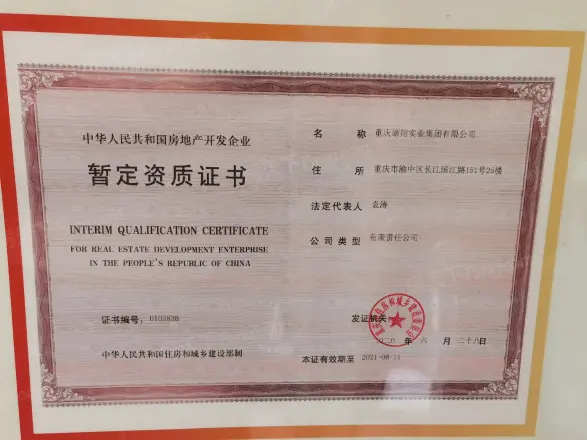 中华人民共和国房地产开发企业
暂定资质证书
INTERIM QUALIFICATION CERTIFICATE
FOR REAL ESTATE DEVELOPMENT ENTERPRISE
IN THE PEOPLE'S REPUBLIC OF CHINA
证书编号: 0102836
中华人民共和国住房和城乡建设部制
名称 重庆 实业集团有限公司
住所 重庆市渝中区长江滨江路151号25楼
法定代表人 袁涛
公司类型 有限责任公司
发证机关
年 六 月 二十八 日
本证有效期至 2021-06-11